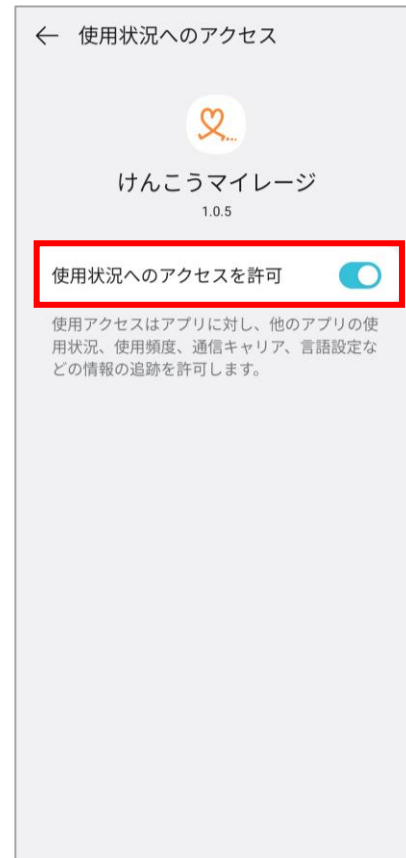 ← 使用状況へのアクセス
けんこうマイレージ
1.0.5
使用状況へのアクセスを許可
使用アクセスはアプリに対し、他のアプリの使
用状況、使用頻度、通信キャリア、言語設定な
どの情報の追跡を許可します。